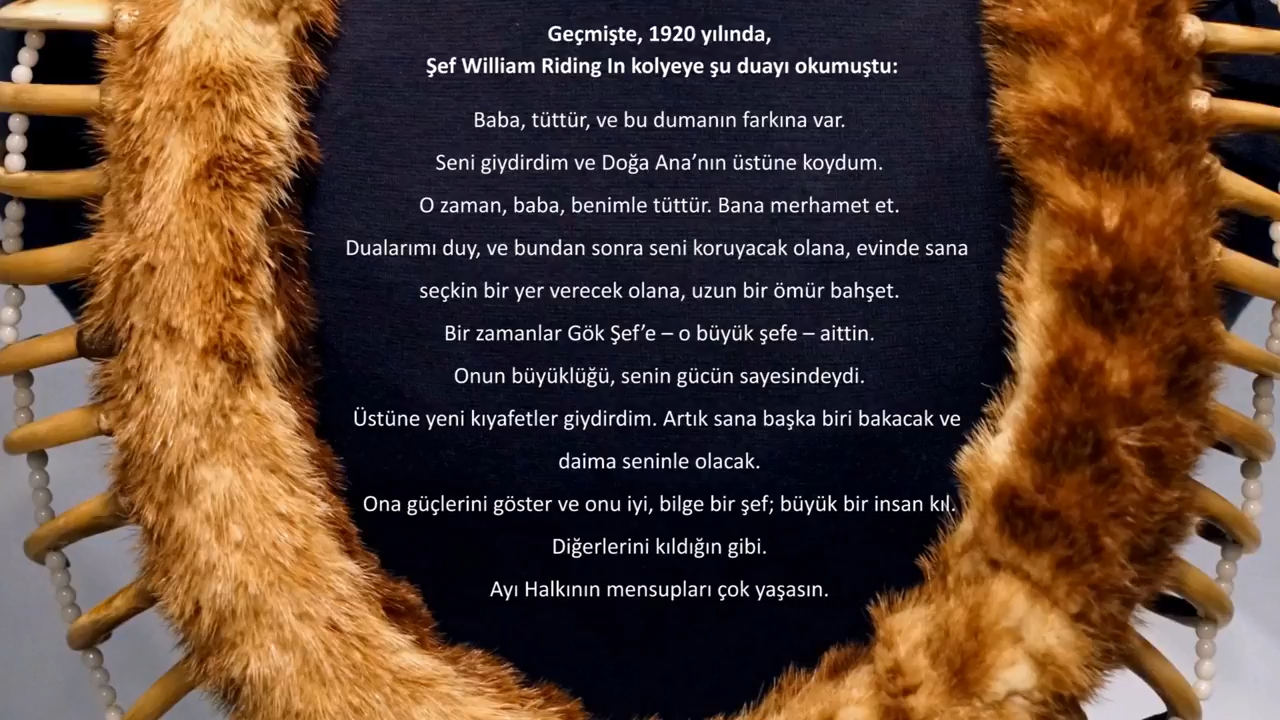 Geçmişte, 1920 yılında,
Şef William Riding In kolyeye şu duayı okumuştu:
Baba, tüttür, ve bu dumanın farkına var.
Seni giydirdim ve Doğa Ana’nın üstüne koydum.
O zaman, baba, benimle tüttür. Bana merhamet et.
Dualarımı duy, ve bundan sonra seni koruyacak olana, evinde sana
seçkin bir yer verecek olana, uzun bir ömür bahşet.
Bir zamanlar Gök Şef’e – o büyük şefe – aittin.
Onun büyüklüğü, senin gücün sayesindeydi.
Üstüne yeni kıyafetler giydirdim. Artık sana başka biri bakacak ve
daima seninle olacak.
Ona güçlerini göster ve onu iyi, bilge bir şef; büyük bir insan kıl.
Diğerlerini kıldığın gibi.
Ayı Halkının mensupları çok yaşasın.